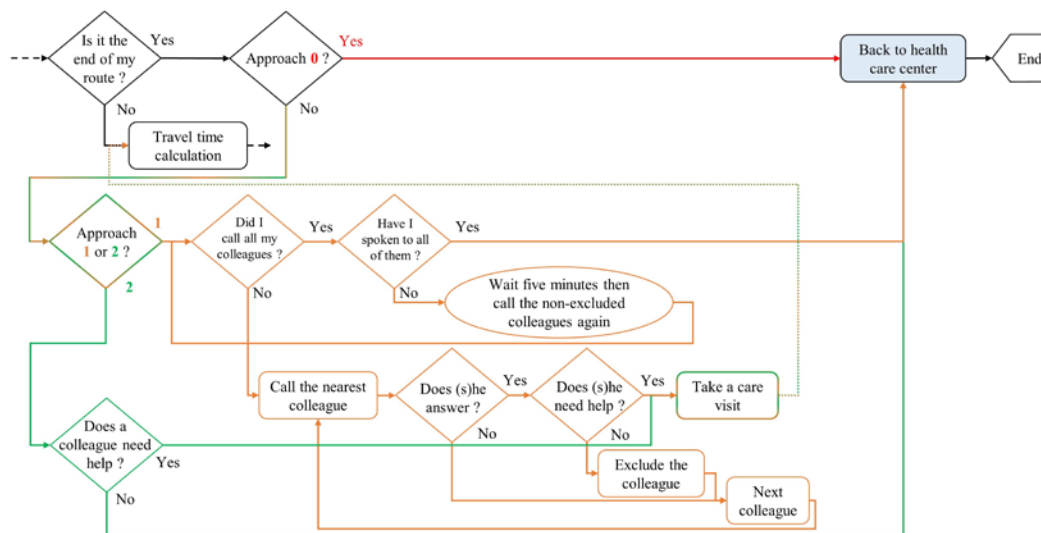 Is it the
end of my
route ?
Yes
No
Approach 0 ?
Yes
No
Back to health
care center
End
Travel time
calculation
Approach
1 or 2 ?
1
2
Did I
call all my
colleagues ?
Yes
No
Have I
spoken to all
of them ?
Yes
No
Wait five minutes then
call the non-excluded
colleagues again
Call the nearest
colleague
Does (s)he
answer ?
Yes
No
Does (s)he
need help ?
Yes
No
Take a care
visit
Does a
colleague need
help ?
Yes
No
Exclude the
colleague
Next
colleague